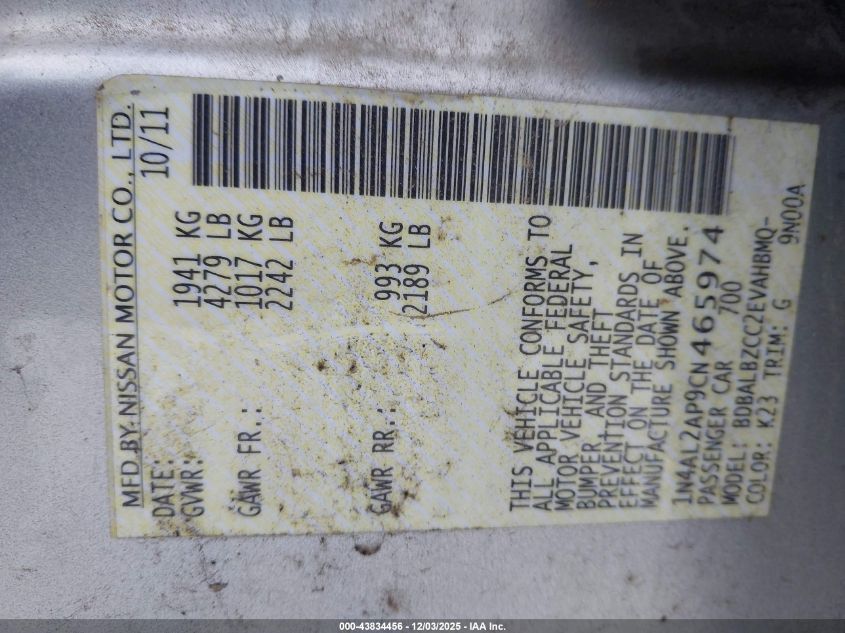 MFD BY NISSAN MOTOR CO., LTD.
DATE: 10/11
GVWR: 1941 KG
4279 LB
GAWR FR.: 1017 KG
2242 LB
GAWR RR.: 993 KG
2189 LB
THIS VEHICLE CONFORMS TO
ALL APPLICABLE FEDERAL
MOTOR VEHICLE SAFETY,
BUMPER AND THEFT
PREVENTION STANDARDS IN
EFFECT ON THE DATE OF
MANUFACTURE SHOWN ABOVE.
1N4AL2AP9CN465974
PASSENGER CAR 700
MODEL: BDBALBZCC2EVAHBMQ-
COLOR: K23 TRIM: G 9N00A
000-43834456 - 12/03/2025 - IAA Inc.